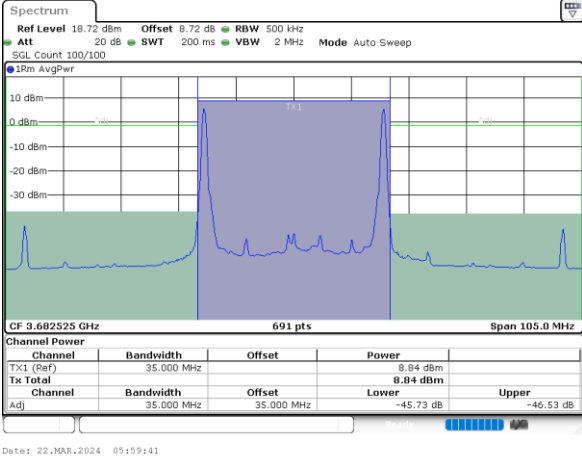 Spectrum
Ref Level 18.72 dBm Offset 8.72 dB RBW 500 kHz
Att 20 dB SWT 200 ms VBW 2 MHz Mode Auto Sweep
SGL Count 100/100
1Rm AvgPwr
10 dBm
TX1
0 dBm
Adj
Adj
-10 dBm
-20 dBm
-30 dBm
CF 3.682525 GHz 691 pts Span 105.0 MHz
Channel Power
Channel Bandwidth Offset Power
TX1 (Ref) 35.000 MHz 8.84 dBm
Tx Total 8.84 dBm
Channel Bandwidth Offset Lower Upper
Adj 35.000 MHz 35.000 MHz -45.73 dB -46.53 dB
Ready
Date: 22.MAR.2024 05:59:41